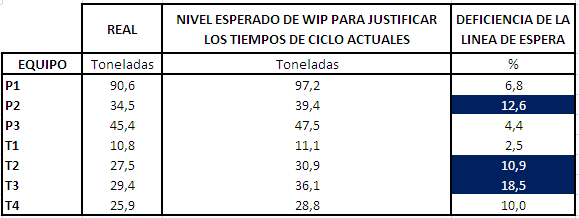 REAL
NIVEL ESPERADO DE WIP PARA JUSTIFICAR
LOS TIEMPOS DE CICLO ACTUALES
DEFICIENCIA DE LA
LINEA DE ESPERA
EQUIPO Toneladas Toneladas %
P1 90,6 97,2 6,8
P2 34,5 39,4 12,6
P3 45,4 47,5 4,4
T1 10,8 11,1 2,5
T2 27,5 30,9 10,9
T3 29,4 36,1 18,5
T4 25,9 28,8 10,0